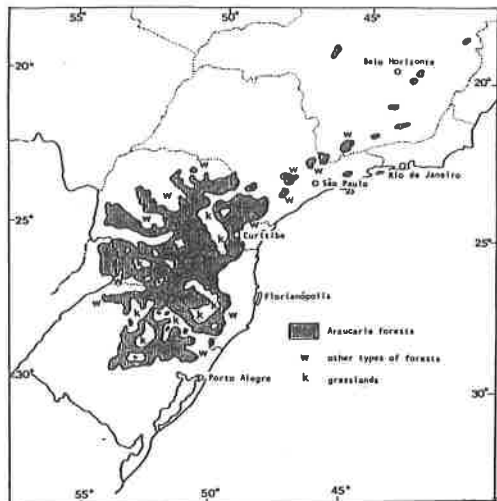 50° 45°
Belo Horizonte
20° 20°
w
w
w Rio de Janeiro
w
São Paulo
w
w
w
k
k
w
25° 25°
Curitiba
w
w
k
k
w
Florianópolis
k
k
k
Araucaria forests
w other types of forests
k grasslands
w
30° 30°
Porto Alegre
55° 50° 45°